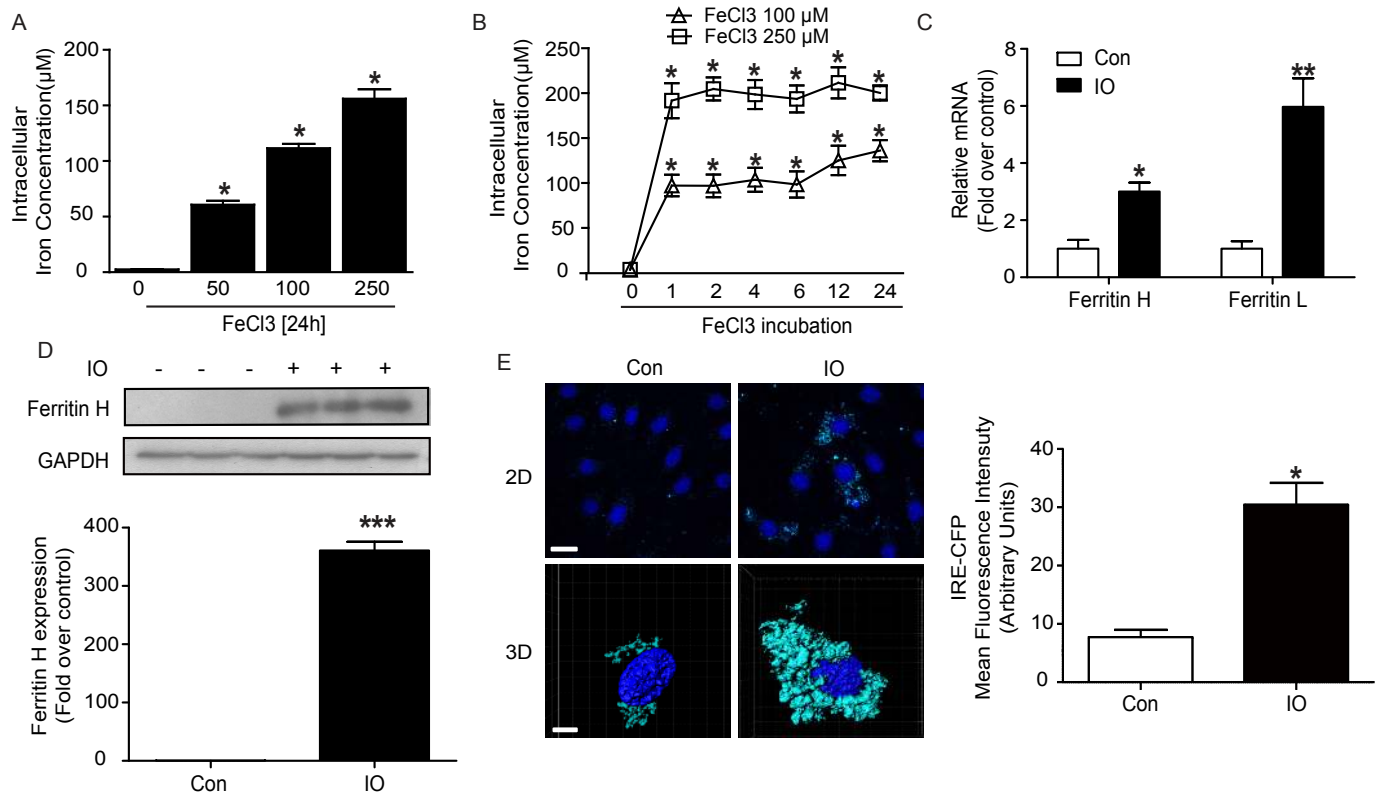 A
Intracellular
Iron Concentration(µM)
200
150
100
50
0
*
*
*
0 50 100 250
FeCl3 [24h]
B
FeCl3 100 µM
FeCl3 250 µM
Intracellular
Iron Concentration(µM)
250
200
150
100
50
0
* * * * * *
* * * * * *
0 1 2 4 6 12 24
FeCl3 incubation
C
Con
IO
Relative mRNA
(Fold over control)
8
6
4
2
0
*
**
Ferritin H Ferritin L
D
IO - - - + + +
Ferritin H
GAPDH
Ferritin H expression
(Fold over control)
400
300
200
100
0
***
Con IO
E
Con IO
2D
3D
IRE-CFP
Mean Fluorescence Intensuty
(Arbitrary Units)
40
30
20
10
0
*
Con IO